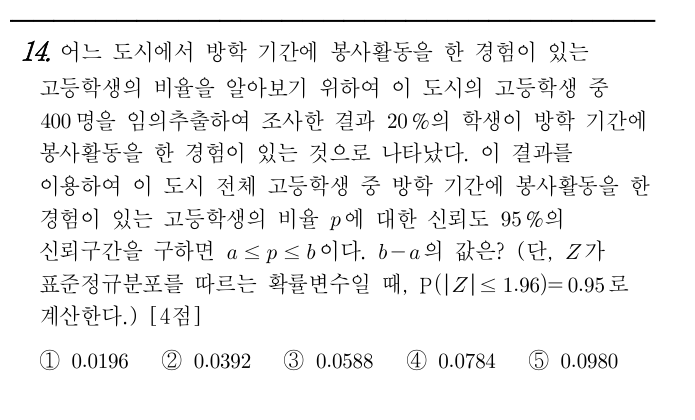 14. 어느 도시에서 방학 기간에 봉사활동을 한 경험이 있는
고등학생의 비율을 알아보기 위하여 이 도시의 고등학생 중
400명을 임의추출하여 조사한 결과 20%의 학생이 방학 기간에
봉사활동을 한 경험이 있는 것으로 나타났다. 이 결과를
이용하여 이 도시 전체 고등학생 중 방학 기간에 봉사활동을 한
경험이 있는 고등학생의 비율 p에 대한 신뢰도 95%의
신뢰구간을 구하면 a≤p≤b이다. b−a의 값은? (단, Z가
표준정규분포를 따르는 확률변수일 때, P(|Z|≤1.96)=0.95로
계산한다.) [4점]
① 0.0196 ② 0.0392 ③ 0.0588 ④ 0.0784 ⑤ 0.0980